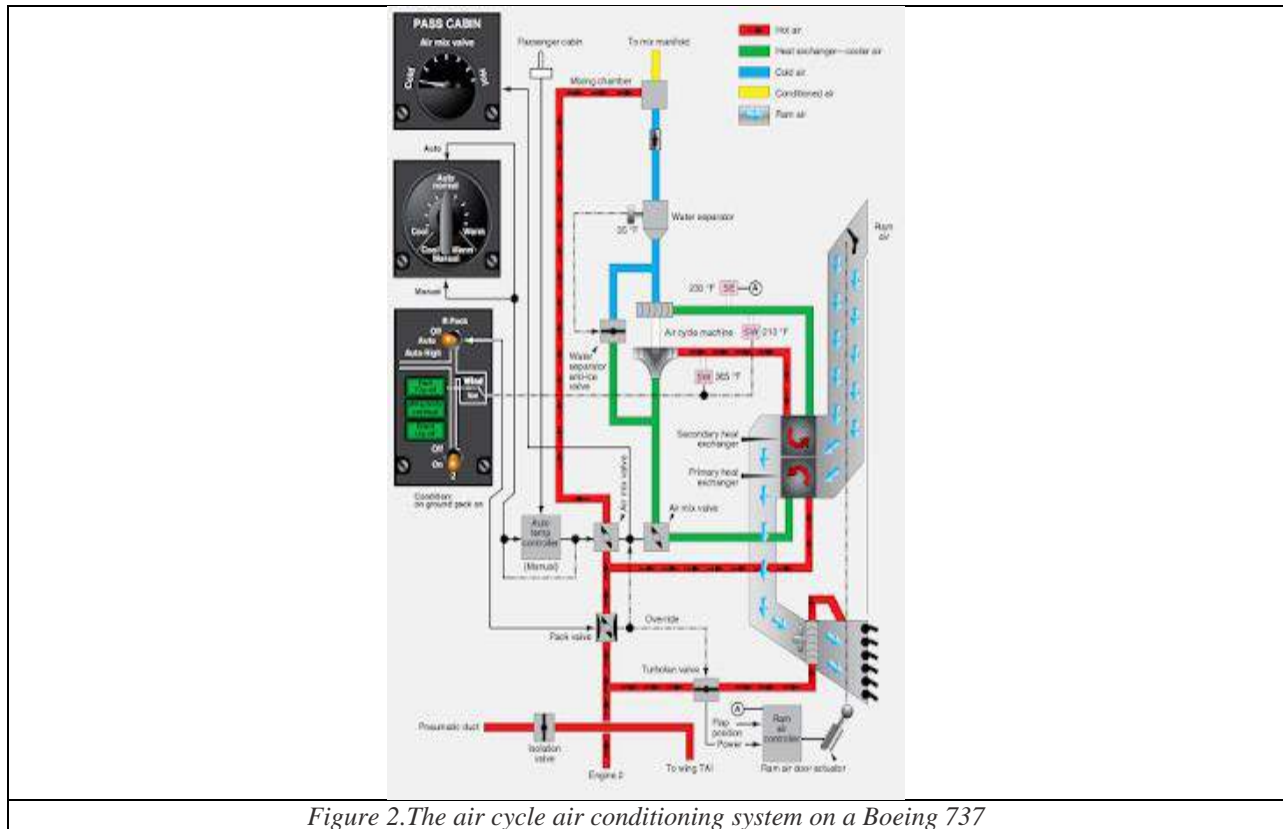 PASS CABIN
Air mix valve
Cold
Hot
Auto
Auto
normal
Cool
Warm
Cool
Warm
Manual
Manual
R Pack
Off
Auto
Auto High
Off
On
2
Condition:
on ground pack on
Passenger cabin
To mix manifold
Mixing chamber
Hot air
Heat exchanger—cooler air
Cold air
Conditioned air
Ram air
Water separator
35 °F
Ram
air
230 °F
SE
A
Air cycle machine
SW
210 °F
Water
separator
anti-ice
valve
SW
365 °F
Secondary heat
exchanger
Primary heat
exchanger
Air mix valve
Air mix valve
Auto
temp
controller
(Manual)
Pack valve
Override
Turbofan valve
Pneumatic duct
Isolation
valve
Engine 2
To wing TAI
A
Flap
position
Power
Ram
air
controller
Ram air door actuator
Figure 2.The air cycle air conditioning system on a Boeing 737